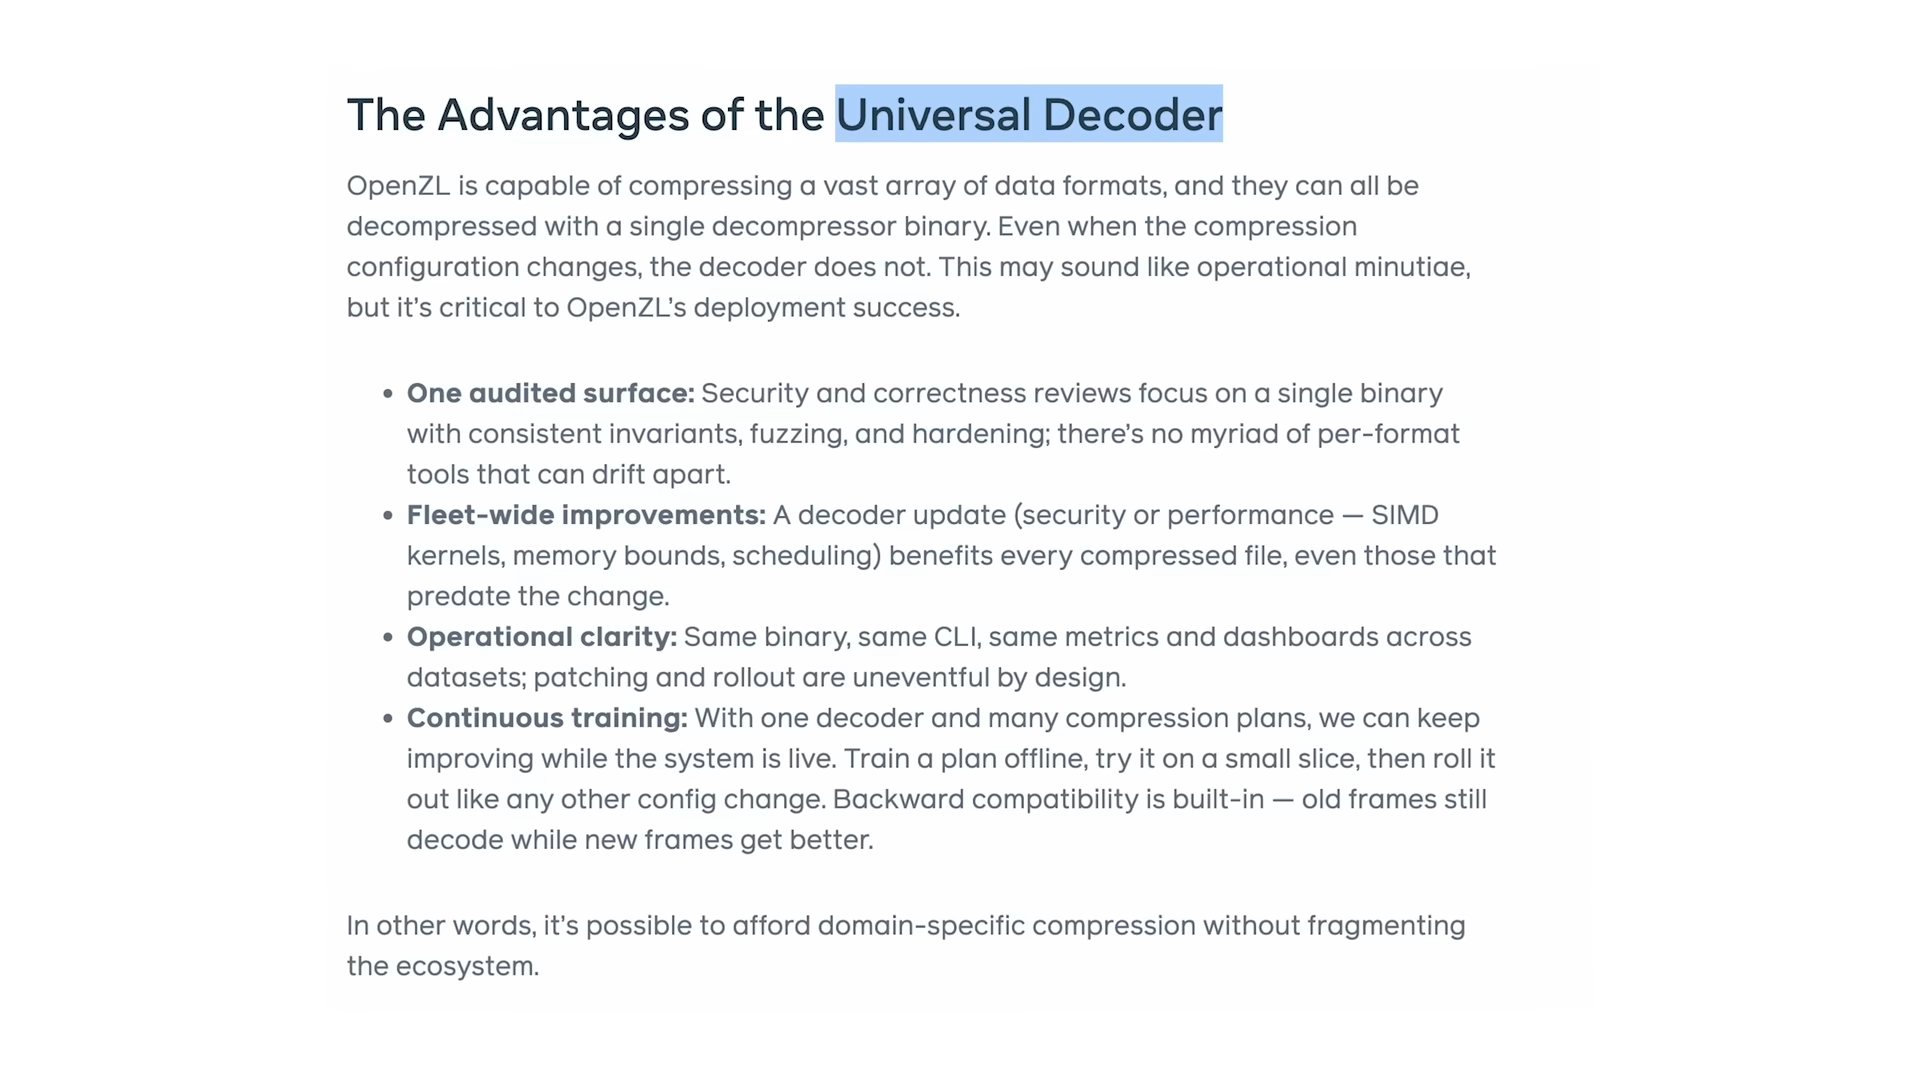 The Advantages of the Universal Decoder
OpenZL is capable of compressing a vast array of data formats, and they can all be
decompressed with a single decompressor binary. Even when the compression
configuration changes, the decoder does not. This may sound like operational minutiae,
but it’s critical to OpenZL’s deployment success.
• One audited surface: Security and correctness reviews focus on a single binary
with consistent invariants, fuzzing, and hardening; there’s no myriad of per-format
tools that can drift apart.
• Fleet-wide improvements: A decoder update (security or performance — SIMD
kernels, memory bounds, scheduling) benefits every compressed file, even those that
predate the change.
• Operational clarity: Same binary, same CLI, same metrics and dashboards across
datasets; patching and rollout are uneventful by design.
• Continuous training: With one decoder and many compression plans, we can keep
improving while the system is live. Train a plan offline, try it on a small slice, then roll it
out like any other config change. Backward compatibility is built-in — old frames still
decode while new frames get better.
In other words, it’s possible to afford domain-specific compression without fragmenting
the ecosystem.